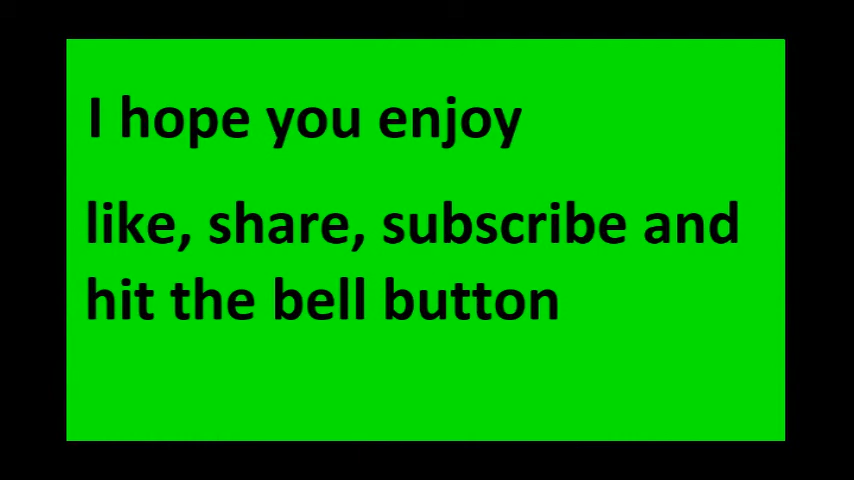 I hope you enjoy
like, share, subscribe and
hit the bell button